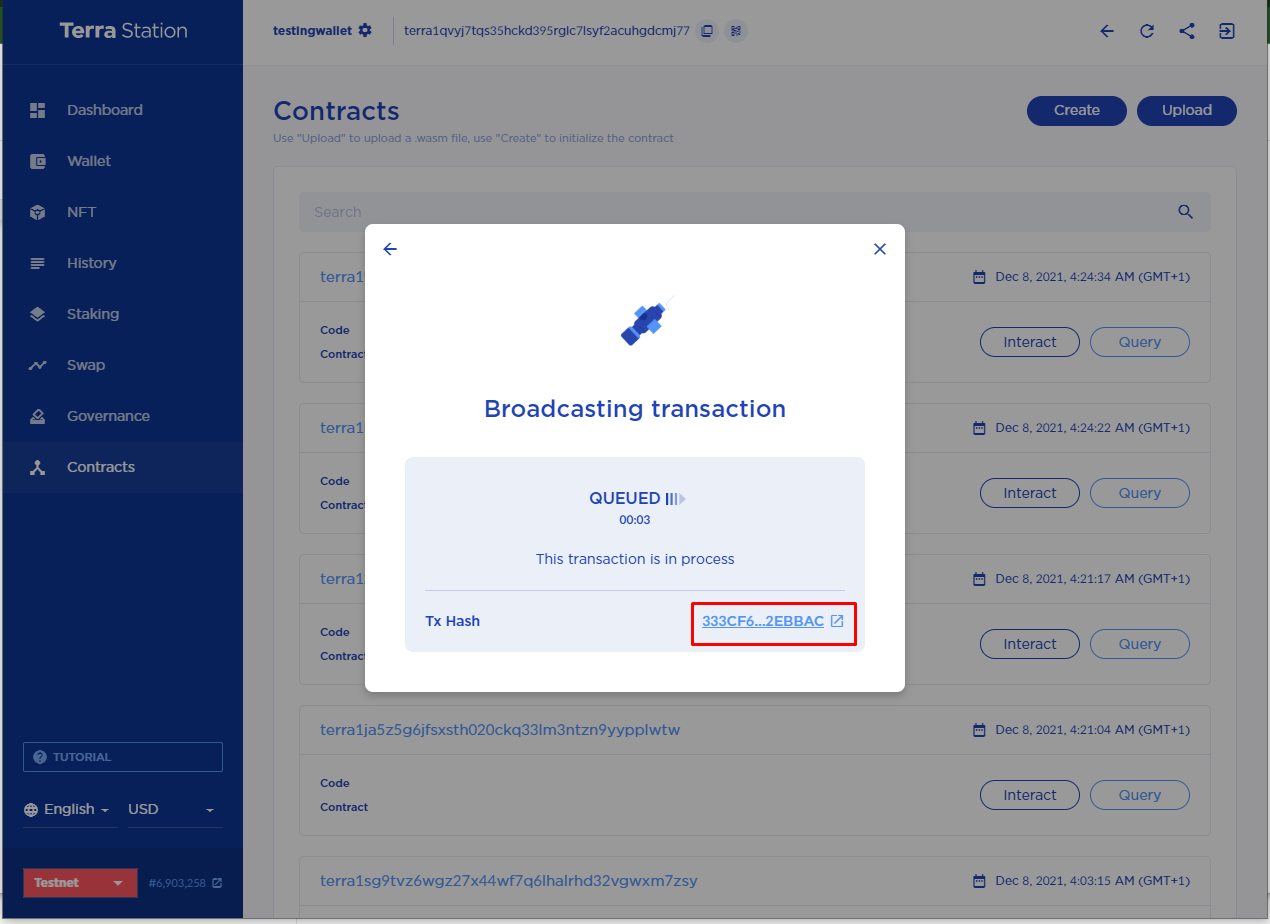 Terra Station
testingwallet
terra1qvyj7tqs35hckd395rglc7lsyf2acuhgdcmj77
Dashboard
Wallet
NFT
History
Staking
Swap
Governance
Contracts
TUTORIAL
English
USD
Testnet
#6,903,258
Contracts
Use "Upload" to upload a .wasm file, use "Create" to initialize the contract
Create
Upload
Search
terra1
Dec 8, 2021, 4:24:34 AM (GMT+1)
Code
Contract
Interact
Query
terra1
Dec 8, 2021, 4:24:22 AM (GMT+1)
Code
Contract
Interact
Query
terra1
Dec 8, 2021, 4:21:17 AM (GMT+1)
Code
Contract
Interact
Query
terra1ja5z5g6jfsxsth020ckq33lm3ntzn9yypplwtw
Dec 8, 2021, 4:21:04 AM (GMT+1)
Code
Contract
Interact
Query
terra1sg9tvz6wgz27x44wf7q6lhalrhd32vgwxm7zsy
Dec 8, 2021, 4:03:15 AM (GMT+1)
Broadcasting transaction
QUEUED
00:03
This transaction is in process
Tx Hash
333CF6...2EBBAC